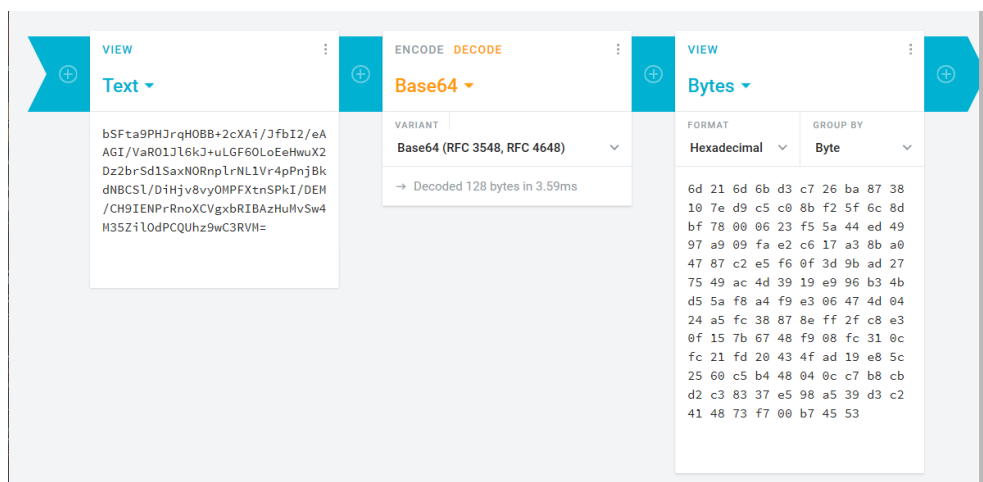 VIEW
Text
bSFta9PHJrqHOBB+2cXAi/JfbI2/eA
AGI/VaRO1Jl6kJ+uLGF6OLoEeHwuX2
Dz2brSd1SaxNORnplrNL1Vr4pPnjBk
dNBCSl/DiHjv8vyOMPFXtnSPkI/DEM
/CH9IENPrRnoXCVgxbRIBAzHuMvSw4
M35ZilOdPCQUhz9wC3RVM=
ENCODE DECODE
Base64
VARIANT
Base64 (RFC 3548, RFC 4648)
→ Decoded 128 bytes in 3.59ms
VIEW
Bytes
FORMAT GROUP BY
Hexadecimal Byte
6d 21 6d 6b d3 c7 26 ba 87 38
10 7e d9 c5 c0 8b f2 5f 6c 8d
bf 78 00 06 23 f5 5a 44 ed 49
97 a9 09 fa e2 c6 17 a3 8b a0
47 87 c2 e5 f6 0f 3d 9b ad 27
75 49 ac 4d 39 19 e9 96 b3 4b
d5 5a f8 a4 f9 e3 06 47 4d 04
24 a5 fc 38 87 8e ff 2f c8 e3
0f 15 7b 67 48 f9 08 fc 31 0c
fc 21 fd 20 43 4f ad 19 e8 5c
25 60 c5 b4 48 04 0c c7 b8 cb
d2 c3 83 37 e5 98 a5 39 d3 c2
41 48 73 f7 00 b7 45 53